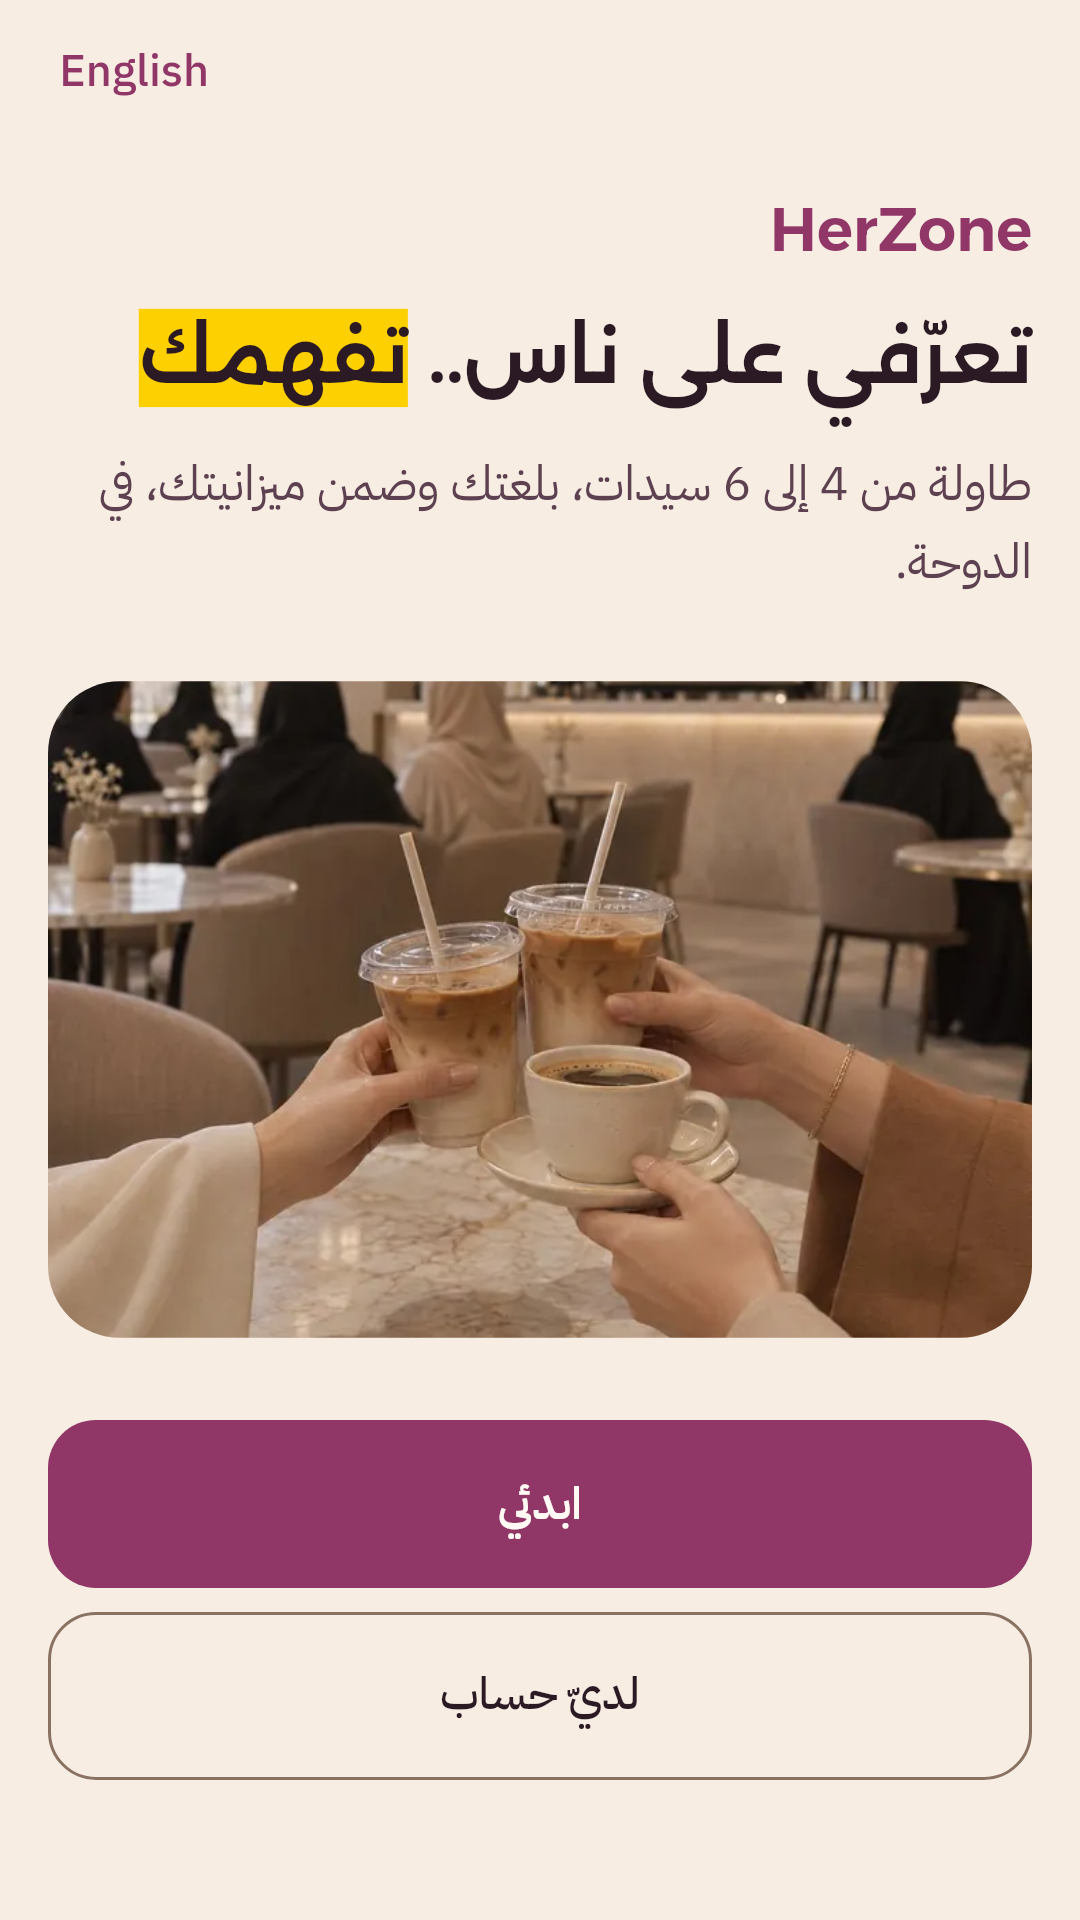 English
HerZone
تعرّفي على ناس.. تفهمك
طاولة من 4 إلى 6 سيدات، بلغتك وضمن ميزانيتك، في
الدوحة.
ابدئي
لديّ حساب